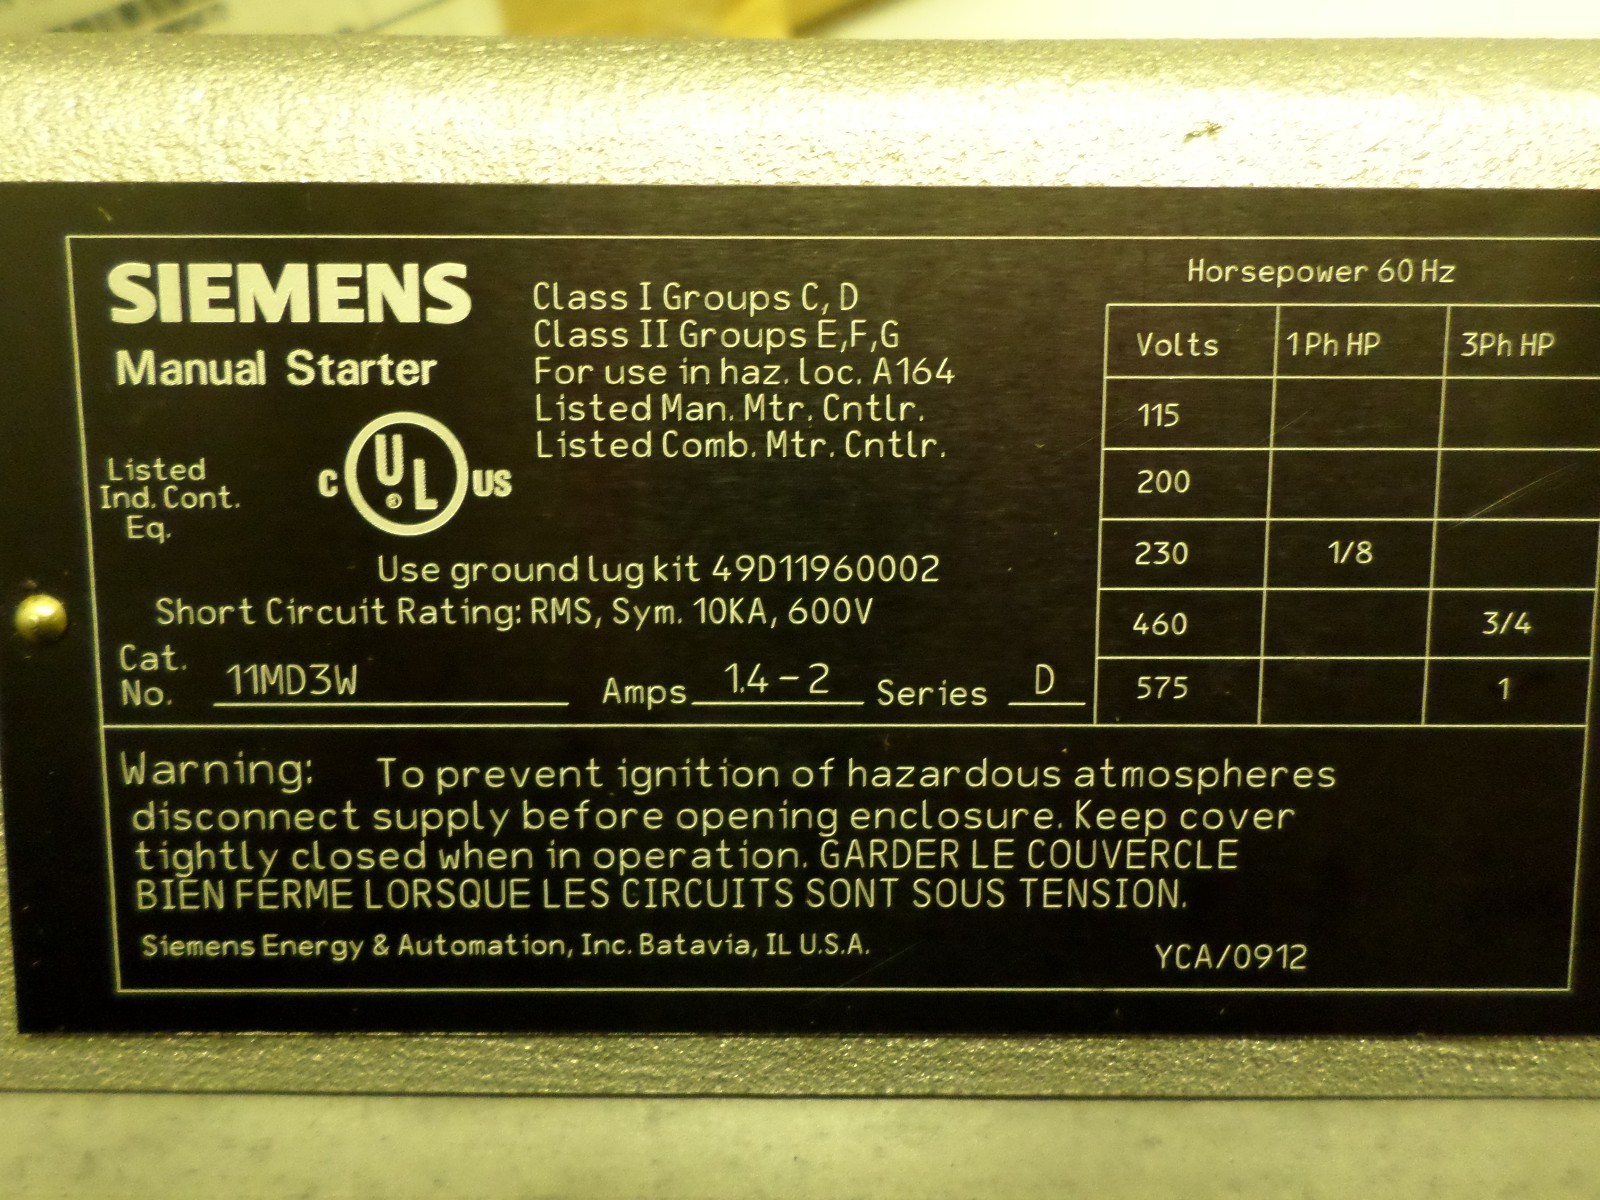 SIEMENS
Manual Starter
Listed
Ind. Cont.
Eq.
C UL US
®
Class I Groups C, D
Class II Groups E,F,G
For use in haz. loc. A164
Listed Man. Mtr. Cntlr.
Listed Comb. Mtr. Cntlr.
Use ground lug kit 49D11960002
Short Circuit Rating: RMS, Sym. 10KA, 600V
Cat.
No. 11MD3W Amps 1.4 - 2 Series D
Horsepower 60 Hz
Volts 1 Ph HP 3Ph HP
115
200
230 1/8
460 3/4
575 1
Warning: To prevent ignition of hazardous atmospheres
disconnect supply before opening enclosure. Keep cover
tightly closed when in operation. GARDER LE COUVERCLE
BIEN FERME LORSQUE LES CIRCUITS SONT SOUS TENSION.
Siemens Energy & Automation, Inc. Batavia, IL U.S.A.
YCA/0912